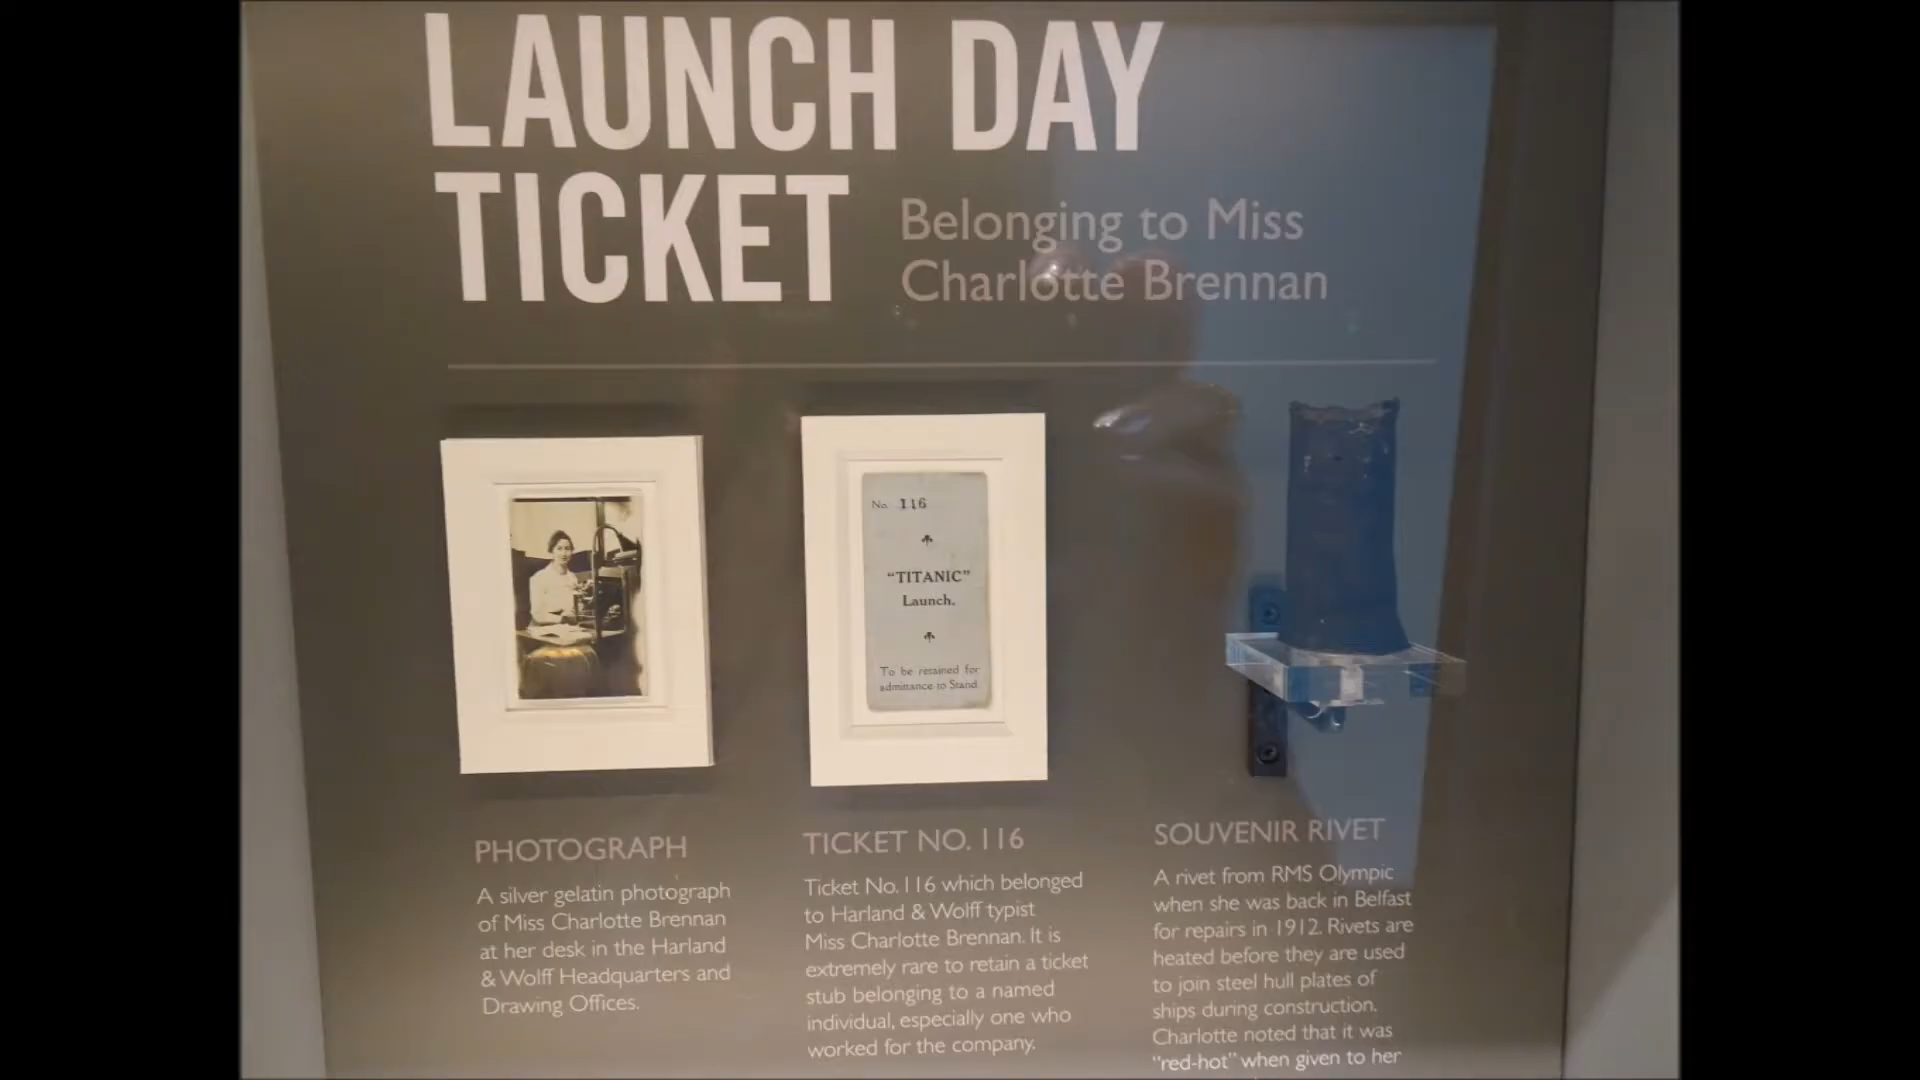 LAUNCH DAY
TICKET
Belonging to Miss
Charlotte Brennan
No. 116
"TITANIC"
Launch.
To be retained for
admittance to Stand.
PHOTOGRAPH
A silver gelatin photograph
of Miss Charlotte Brennan
at her desk in the Harland
& Wolff Headquarters and
Drawing Offices.
TICKET NO. 116
Ticket No. 116 which belonged
to Harland & Wolff typist
Miss Charlotte Brennan. It is
extremely rare to retain a ticket
stub belonging to a named
individual, especially one who
worked for the company.
SOUVENIR RIVET
A rivet from RMS Olympic
when she was back in Belfast
for repairs in 1912. Rivets are
heated before they are used
to join steel hull plates of
ships during construction.
Charlotte noted that it was
"red-hot" when given to her